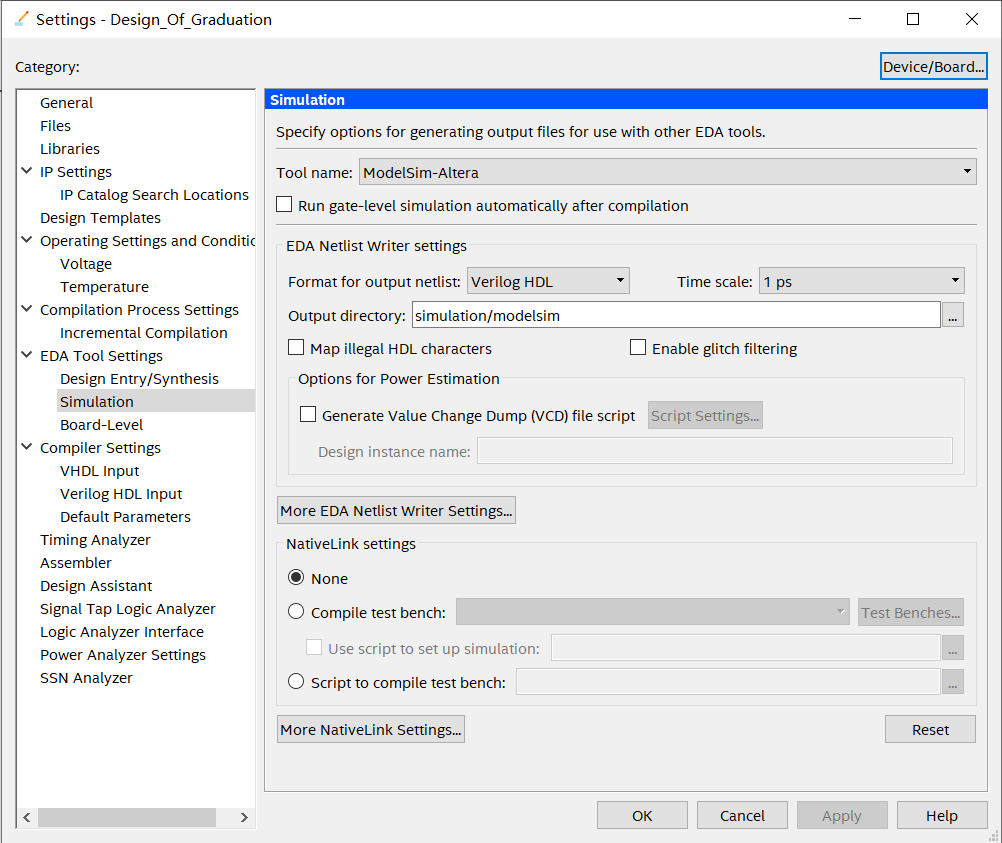 Settings - Design_Of_Graduation
Category:
Device/Board...
General
Files
Libraries
IP Settings
IP Catalog Search Locations
Design Templates
Operating Settings and Conditic
Voltage
Temperature
Compilation Process Settings
Incremental Compilation
EDA Tool Settings
Design Entry/Synthesis
Simulation
Board-Level
Compiler Settings
VHDL Input
Verilog HDL Input
Default Parameters
Timing Analyzer
Assembler
Design Assistant
Signal Tap Logic Analyzer
Logic Analyzer Interface
Power Analyzer Settings
SSN Analyzer
Simulation
Specify options for generating output files for use with other EDA tools.
Tool name: ModelSim-Altera
Run gate-level simulation automatically after compilation
EDA Netlist Writer settings
Format for output netlist: Verilog HDL Time scale: 1 ps
Output directory: simulation/modelsim ...
Map illegal HDL characters Enable glitch filtering
Options for Power Estimation
Generate Value Change Dump (VCD) file script Script Settings...
Design instance name:
More EDA Netlist Writer Settings...
NativeLink settings
None
Compile test bench: Test Benches...
Use script to set up simulation: ...
Script to compile test bench: ...
More NativeLink Settings... Reset
OK Cancel Apply Help